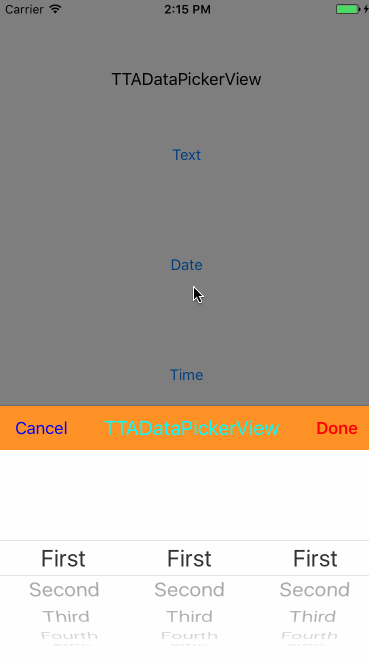 Carrier 2:15 PM
TTADataPickerView
Text
Date
Time
Cancel TTADataPickerView Done
First First First
Second Second Second
Third Third Third
Fourth Fourth Fourth